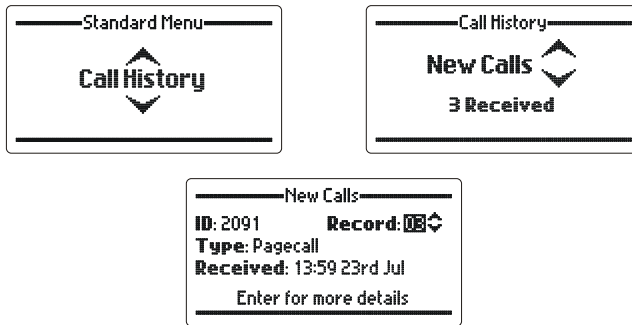 Standard Menu
Call History
Call History
New Calls
3 Received
New Calls
ID: 2091 Record: 03
Type: Pagecall
Received: 13:59 23rd Jul
Enter for more details